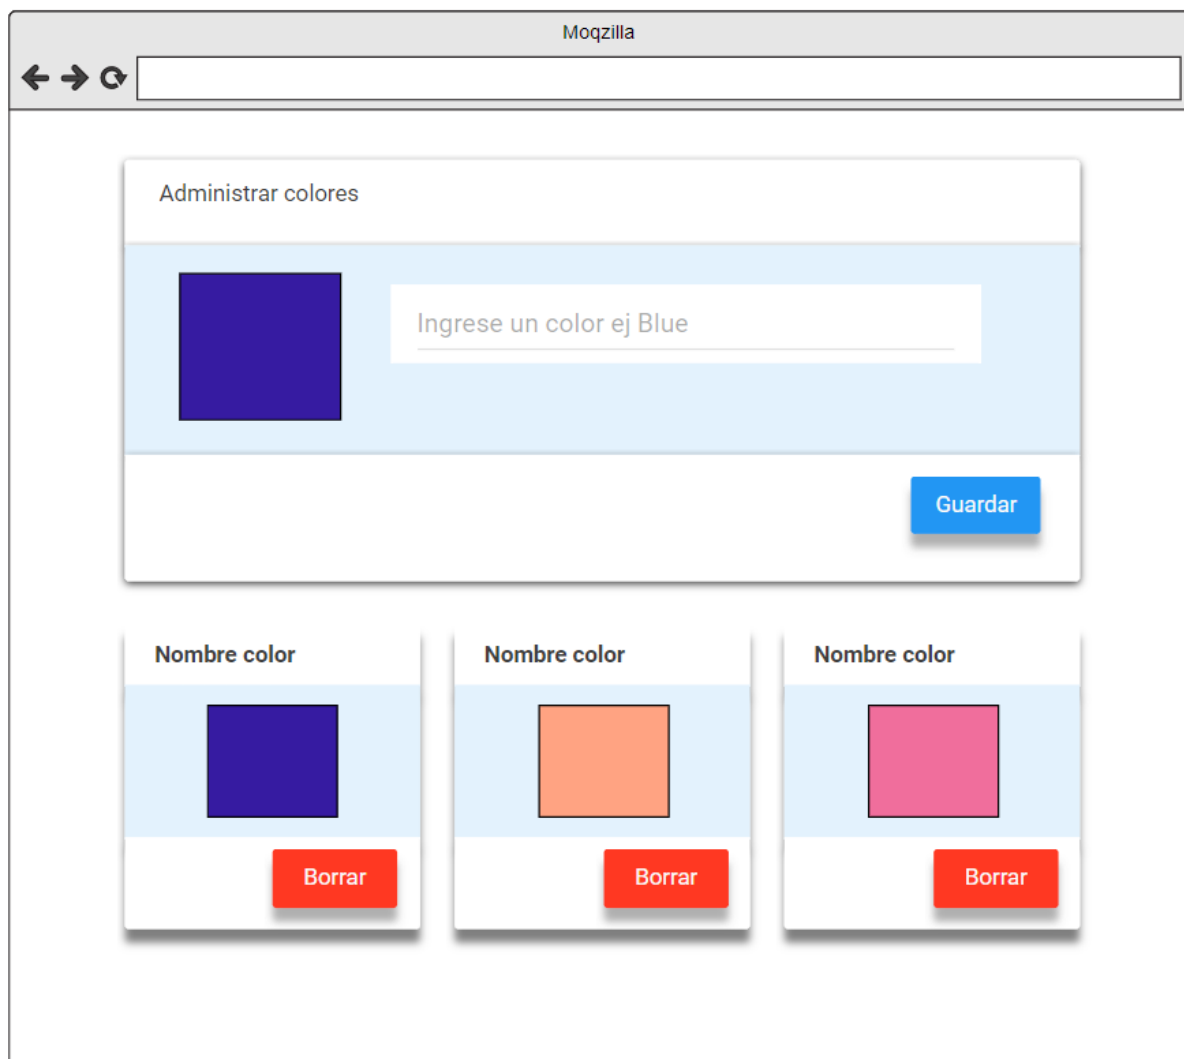 Moqzilla
Administrar colores
Ingrese un color ej Blue
Guardar
Nombre color
Nombre color
Nombre color
Borrar
Borrar
Borrar